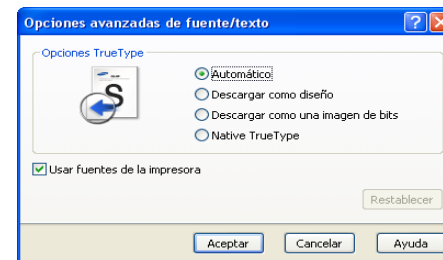 Opciones avanzadas de fuente/texto
Opciones TrueType
S
Automático
Descargar como diseño
Descargar como una imagen de bits
Native TrueType
Usar fuentes de la impresora
Restablecer
Aceptar
Cancelar
Ayuda